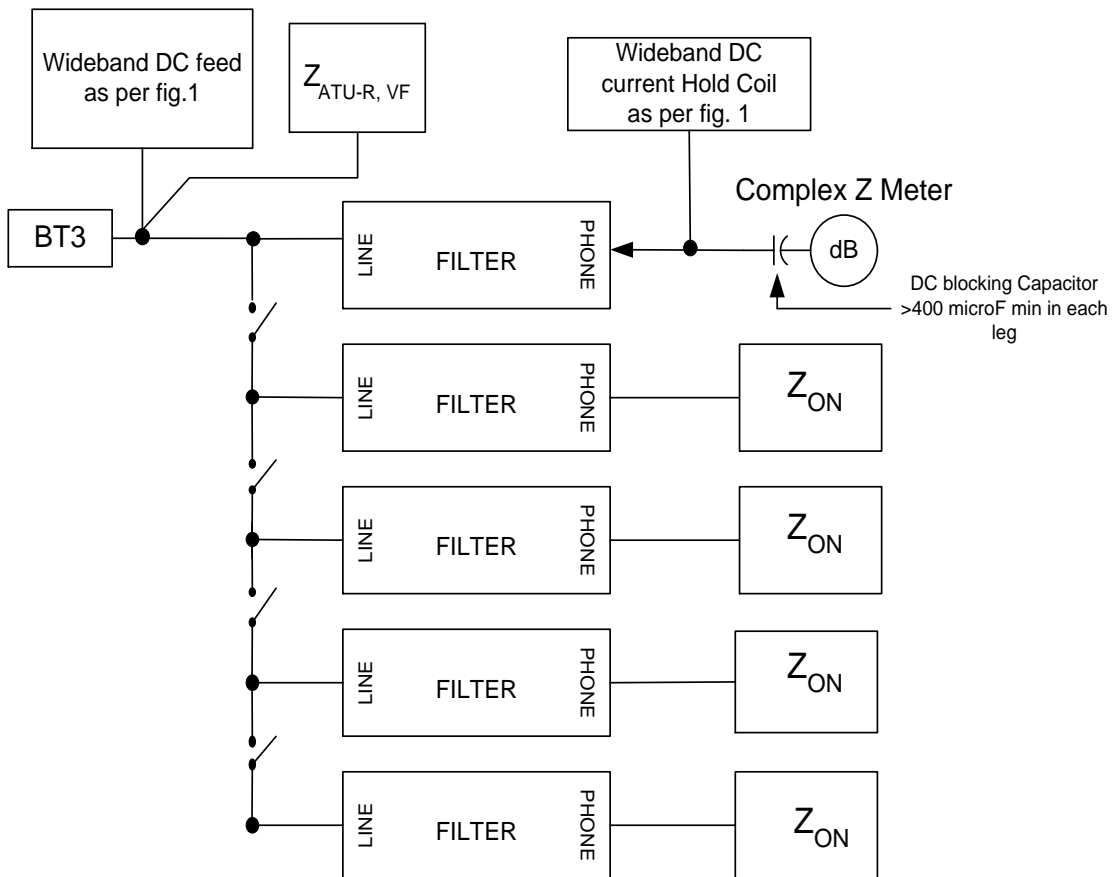 Wideband DC feed
as per fig.1
Z ATU-R, VF
Wideband DC
current Hold Coil
as per fig. 1
Complex Z Meter
BT3
LINE
FILTER
PHONE
dB
DC blocking Capacitor
>400 microF min in each
leg
LINE
FILTER
PHONE
Z ON
LINE
FILTER
PHONE
Z ON
LINE
FILTER
PHONE
Z ON
LINE
FILTER
PHONE
Z ON